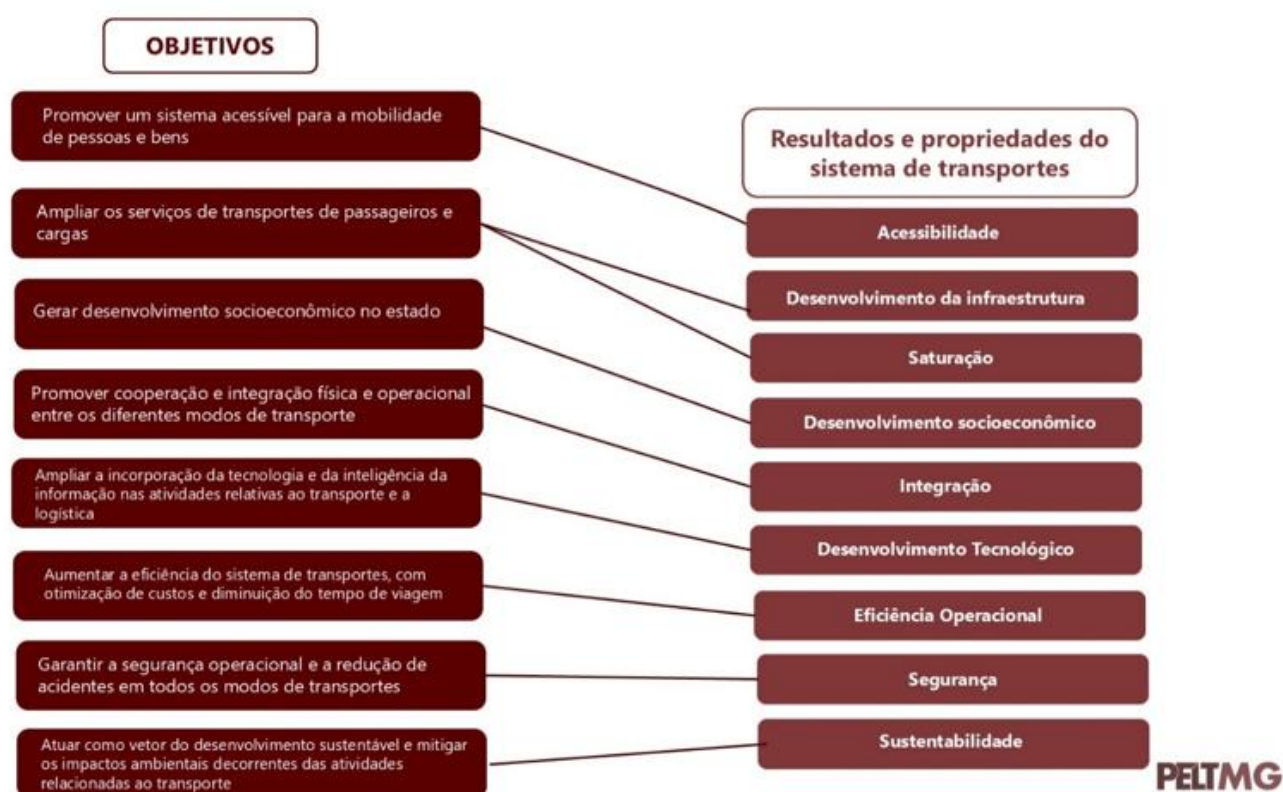 OBJETIVOS
Promover um sistema acessível para a mobilidade
de pessoas e bens
Ampliar os serviços de transportes de passageiros e
cargas
Gerar desenvolvimento socioeconômico no estado
Promover cooperação e integração física e operacional
entre os diferentes modos de transporte
Ampliar a incorporação da tecnologia e da inteligência da
informação nas atividades relativas ao transporte e a
logística
Aumentar a eficiência do sistema de transportes, com
otimização de custos e diminuição do tempo de viagem
Garantir a segurança operacional e a redução de
acidentes em todos os modos de transportes
Atuar como vetor do desenvolvimento sustentável e mitigar
os impactos ambientais decorrentes das atividades
relacionadas ao transporte
Resultados e propriedades do
sistema de transportes
Acessibilidade
Desenvolvimento da infraestrutura
Saturação
Desenvolvimento socioeconômico
Integração
Desenvolvimento Tecnológico
Eficiência Operacional
Segurança
Sustentabilidade
PELTMG